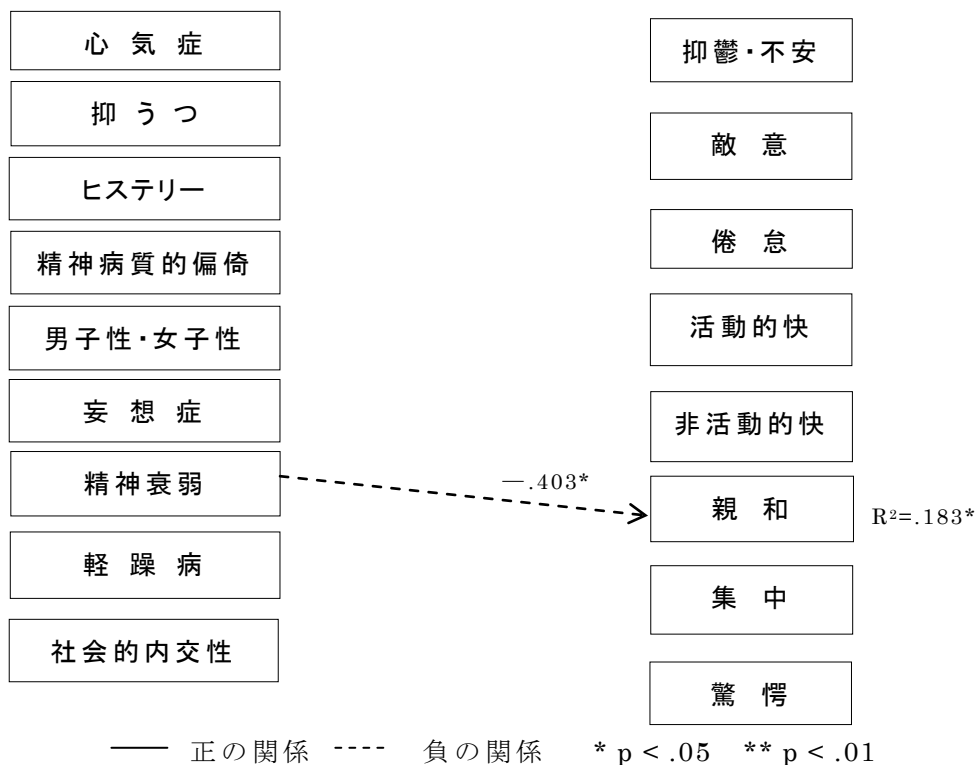 心気症
抑うつ
ヒステリー
精神病質的偏倚
男子性・女子性
妄想症
精神衰弱
軽躁病
社会的内交性
抑鬱・不安
敵意
倦怠
活動的快
非活動的快
親和
集中
驚愕
―.403*
R²=.183*
正の関係 負の関係 * p < .05 ** p < .01